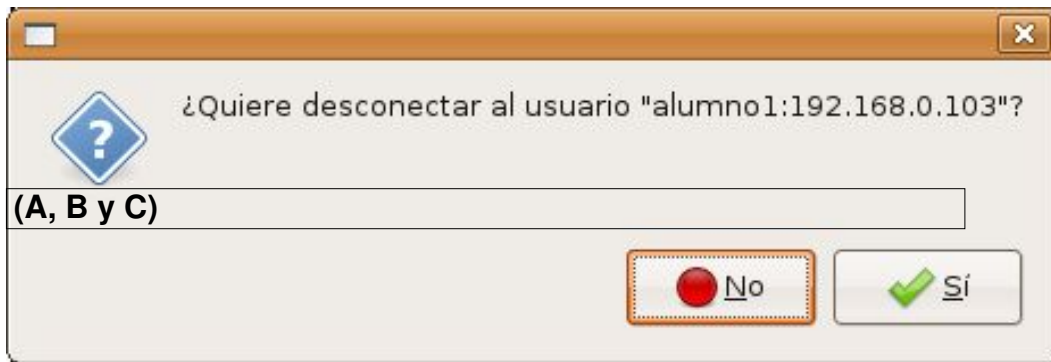 ¿Quiere desconectar al usuario "alumno1:192.168.0.103"?
(A, B y C)
No
Sí